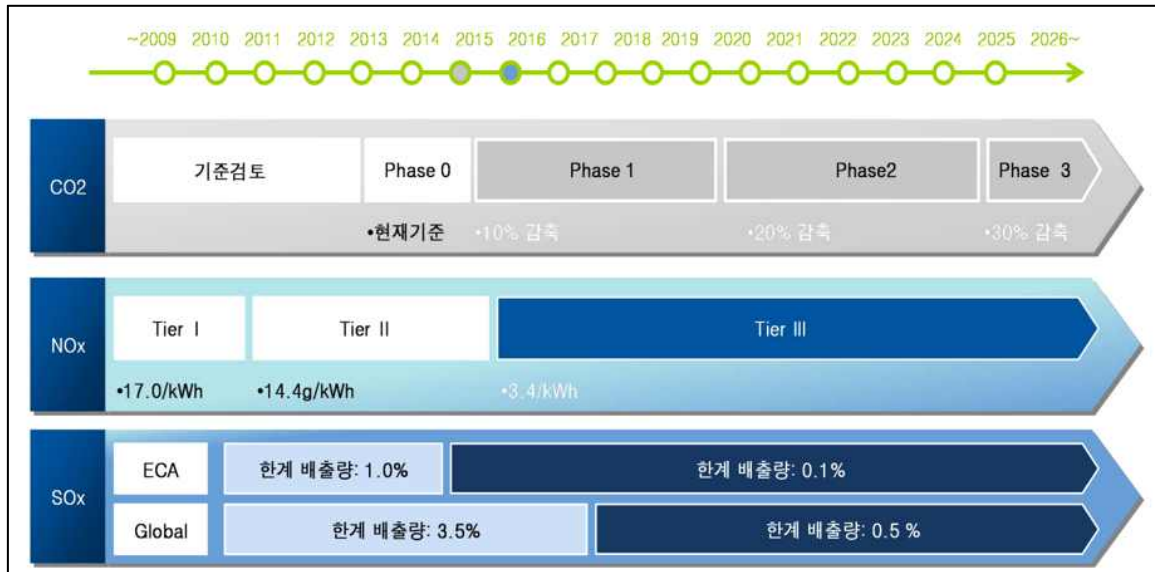 ~2009 2010 2011 2012 2013 2014 2015 2016 2017 2018 2019 2020 2021 2022 2023 2024 2025 2026~
CO2
기준검토 Phase 0 Phase 1 Phase2 Phase 3
•현재기준 •10% 감축 •20% 감축 •30% 감축
NOx
Tier I Tier II Tier III
•17.0/kWh •14.4g/kWh •3.4/kWh
SOx
ECA 한계 배출량: 1.0% 한계 배출량: 0.1%
Global 한계 배출량: 3.5% 한계 배출량: 0.5 %